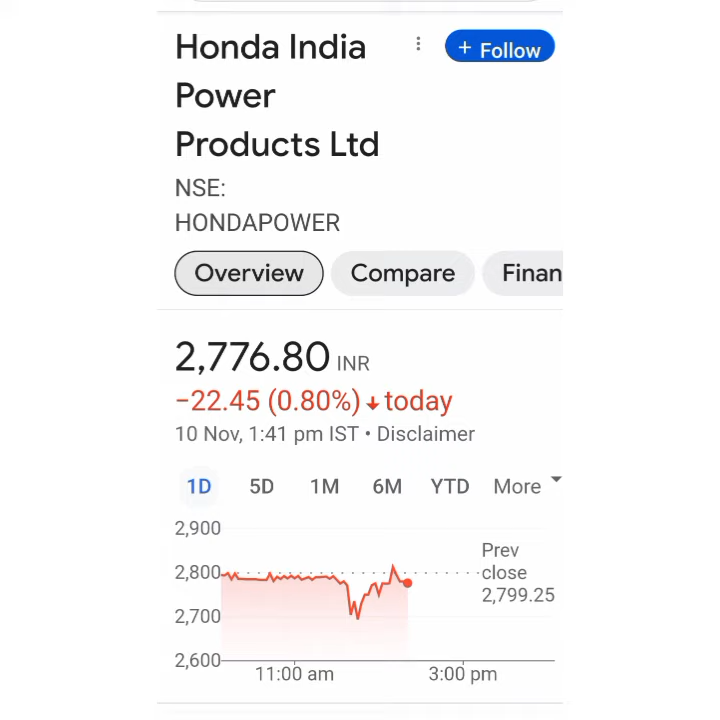 Honda India
Power
Products Ltd
+ Follow
NSE:
HONDAPOWER
Overview Compare Finan
2,776.80 INR
−22.45 (0.80%) ↓ today
10 Nov, 1:41 pm IST • Disclaimer
1D 5D 1M 6M YTD More
2,900
2,800
2,700
2,600
Prev
close
2,799.25
11:00 am 3:00 pm